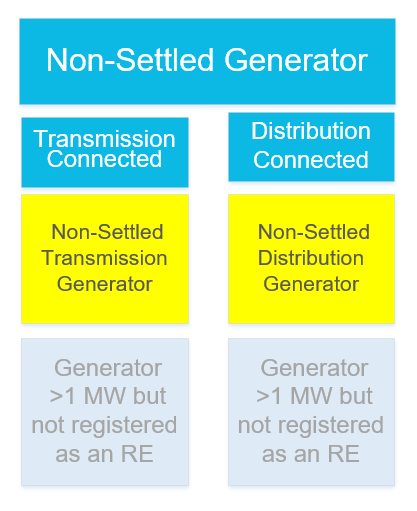 Non-Settled Generator
Transmission
Connected
Distribution
Connected
Non-Settled
Transmission
Generator
Non-Settled
Distribution
Generator
Generator
>1 MW but
not registered
as an RE
Generator
>1 MW but
not registered
as an RE